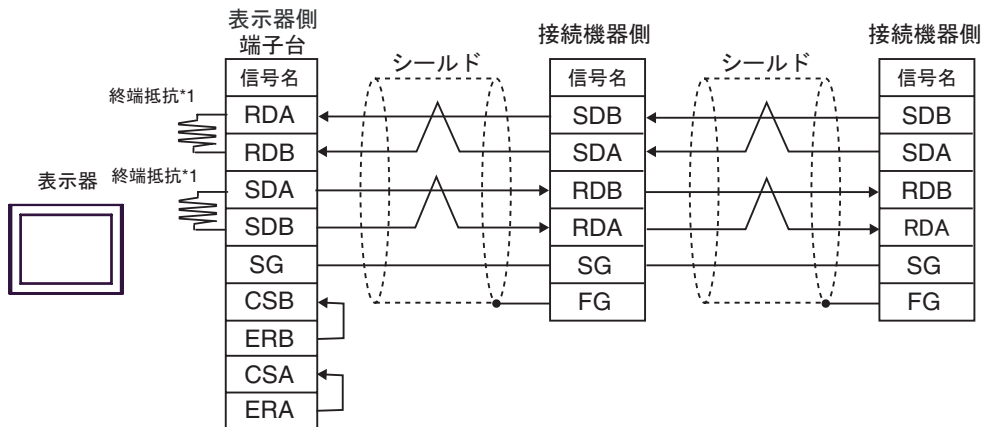 表示器側
端子台
接続機器側
接続機器側
シールド
シールド
信号名
信号名
信号名
終端抵抗*1
RDA
SDB
SDB
RDB
SDA
SDA
表示器
終端抵抗*1
SDA
RDB
RDB
SDB
RDA
RDA
SG
SG
SG
CSB
FG
FG
ERB
CSA
ERA